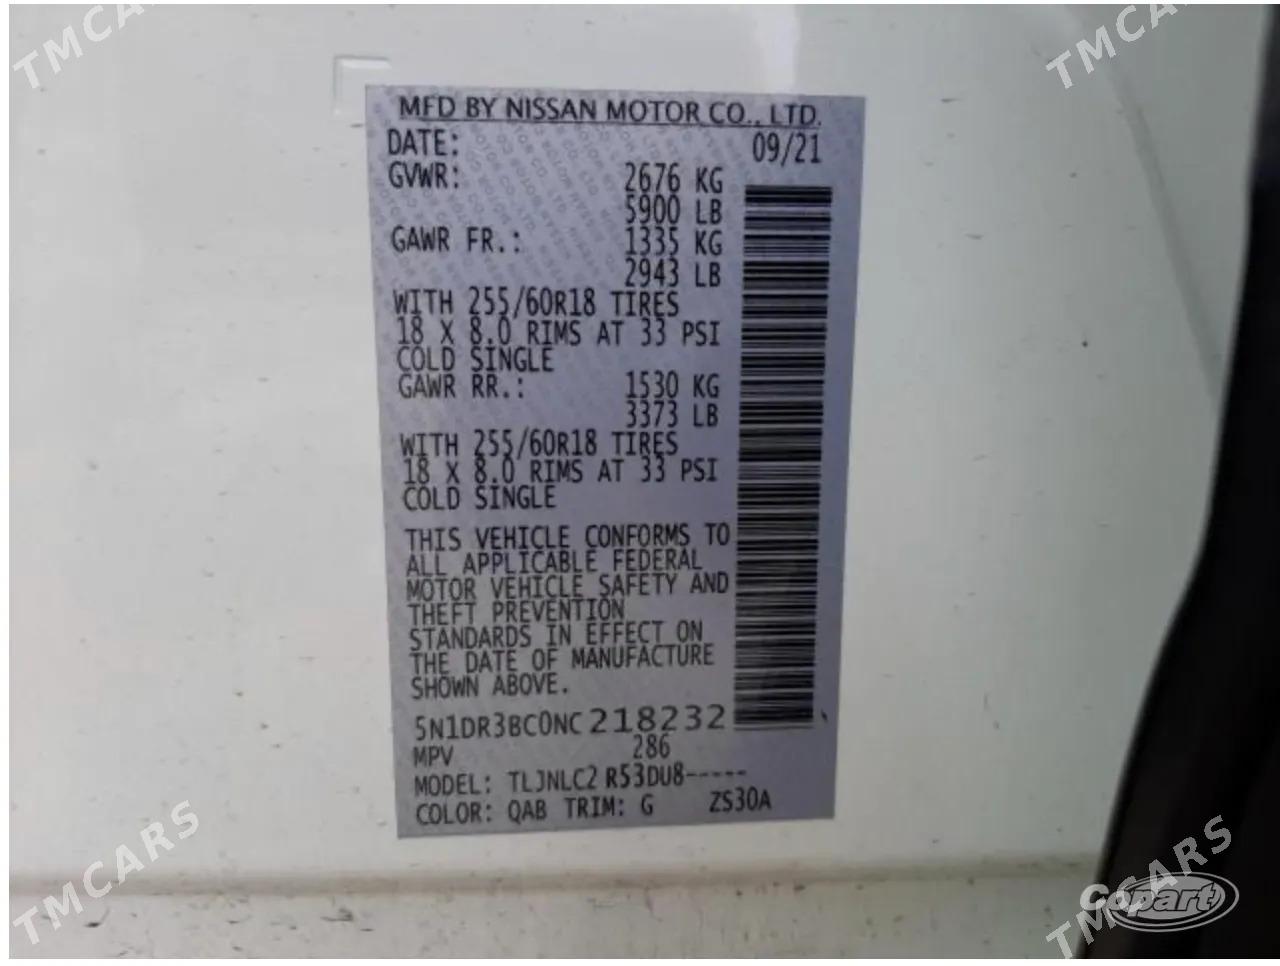 MFD BY NISSAN MOTOR CO., LTD.
DATE: 09/21
GVWR: 2676 KG
5900 LB
GAWR FR.: 1335 KG
2943 LB
WITH 255/60R18 TIRES
18 X 8.0 RIMS AT 33 PSI
COLD SINGLE
GAWR RR.: 1530 KG
3373 LB
WITH 255/60R18 TIRES
18 X 8.0 RIMS AT 33 PSI
COLD SINGLE
THIS VEHICLE CONFORMS TO
ALL APPLICABLE FEDERAL
MOTOR VEHICLE SAFETY AND
THEFT PREVENTION
STANDARDS IN EFFECT ON
THE DATE OF MANUFACTURE
SHOWN ABOVE.
5N1DR3BC0NC218232
MPV 286
MODEL: TLJNLC2 R53DU8-----
COLOR: QAB TRIM: G ZS30A
TMCARS
TMCARS
TMCARS
TMCARS
Copart